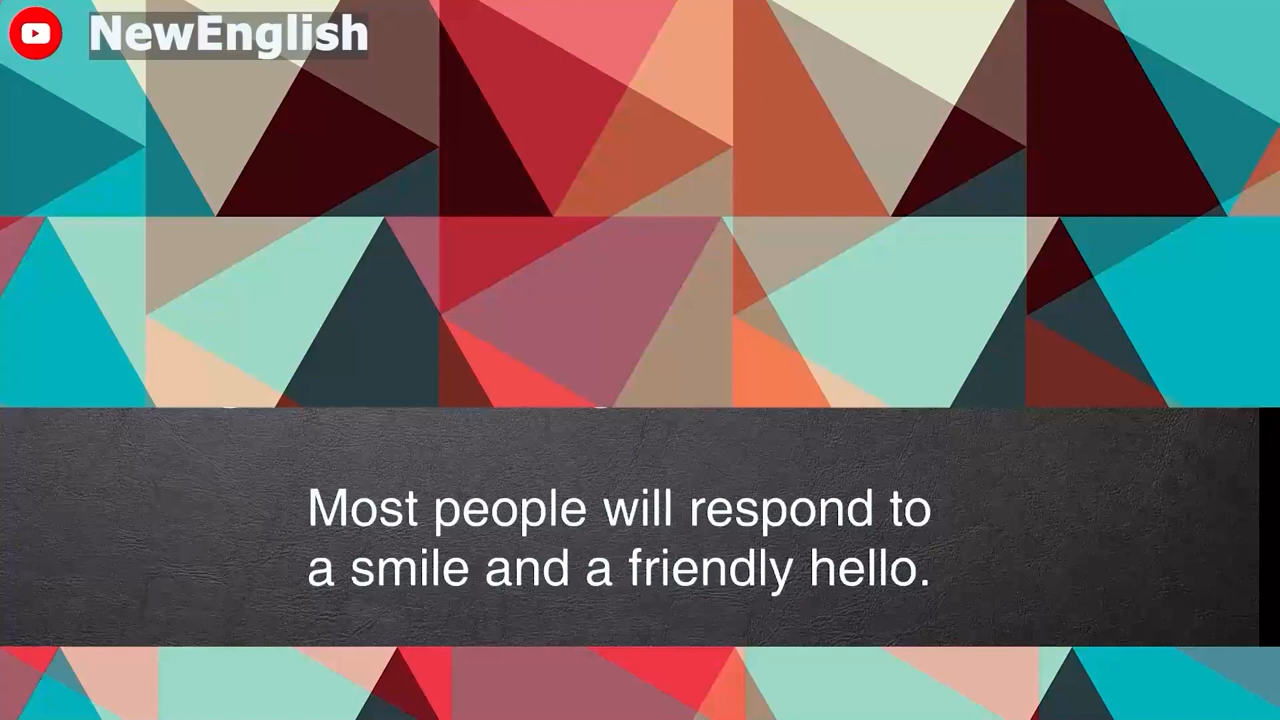 NewEnglish
Most people will respond to
a smile and a friendly hello.